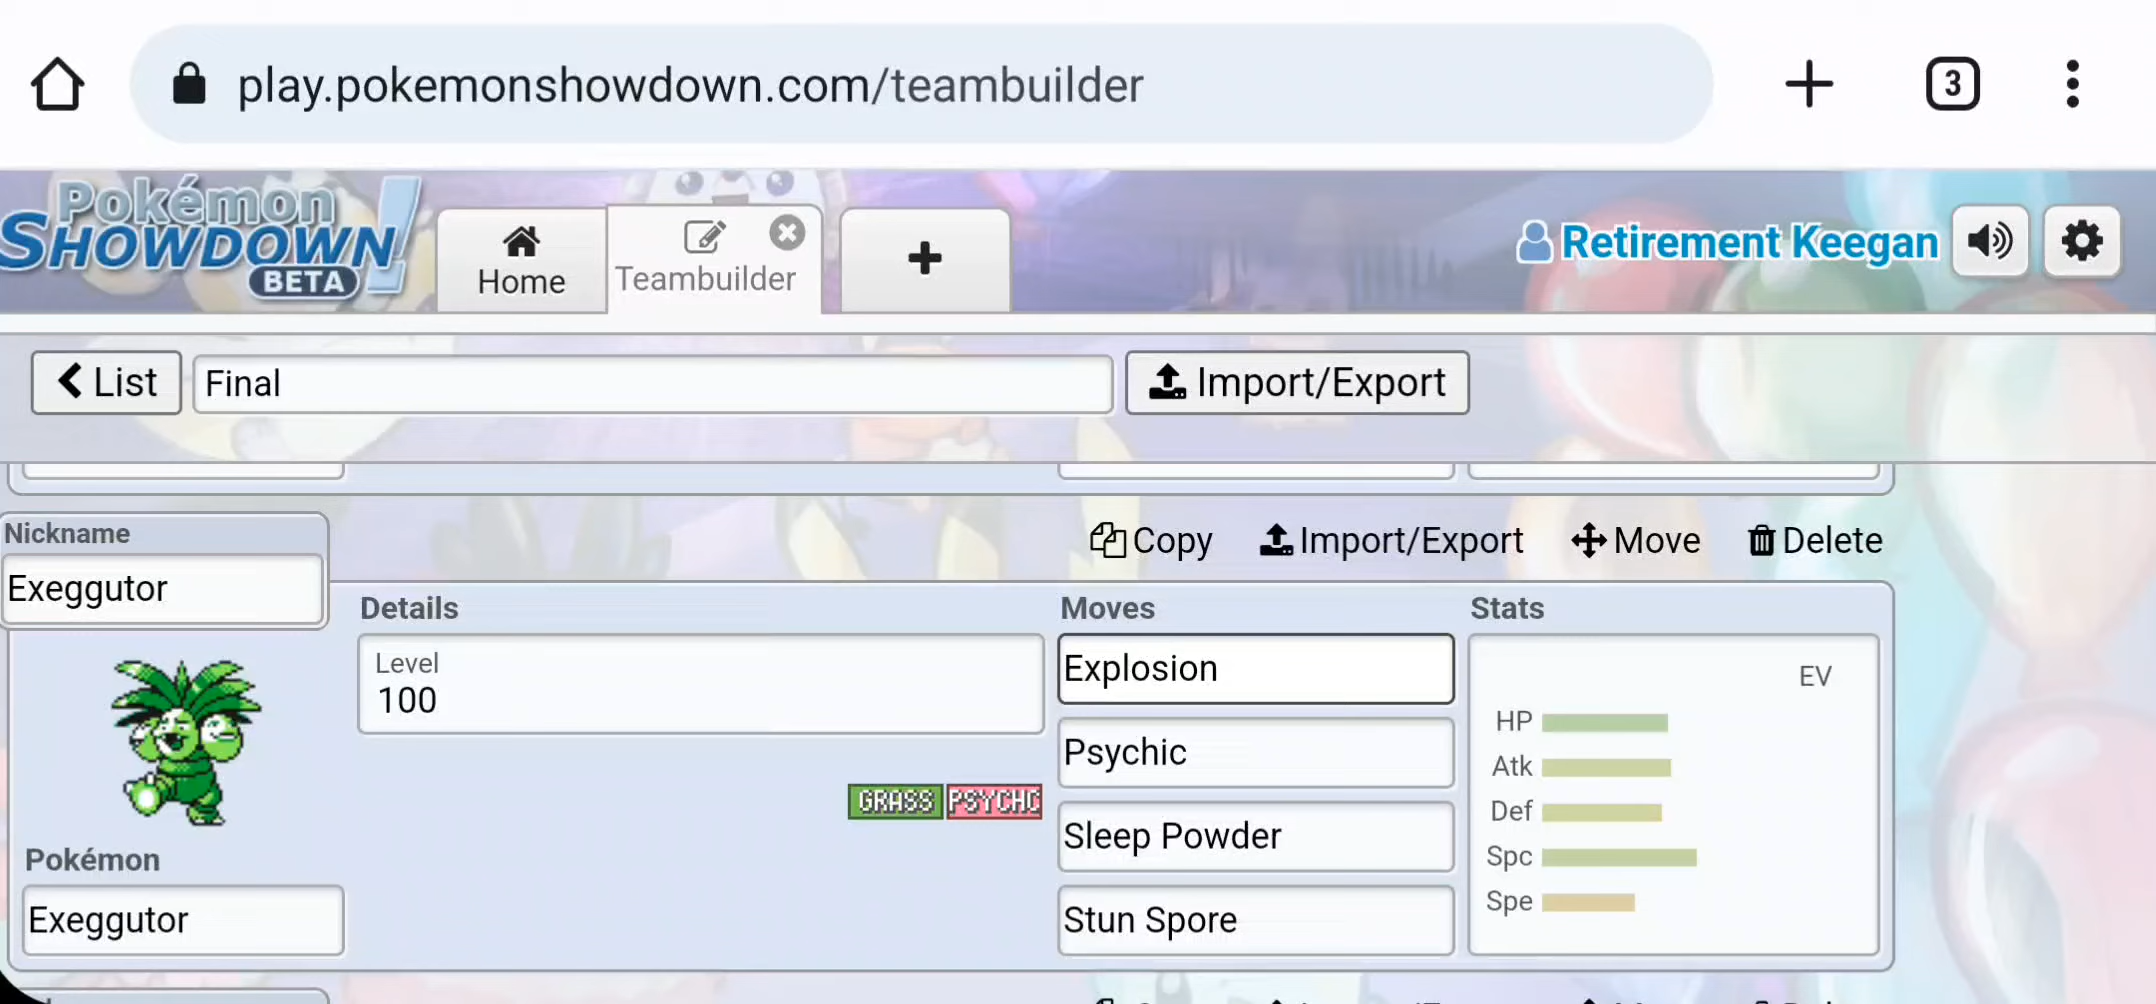 play.pokemonshowdown.com/teambuilder
3
Pokémon
SHOWDOWN!
BETA
Home
Teambuilder
Retirement Keegan
List
Final
Import/Export
Nickname
Exeggutor
Copy
Import/Export
Move
Delete
Details
Level
100
GRASS PSYCHC
Pokémon
Exeggutor
Moves
Explosion
Psychic
Sleep Powder
Stun Spore
Stats
EV
HP
Atk
Def
Spc
Spe